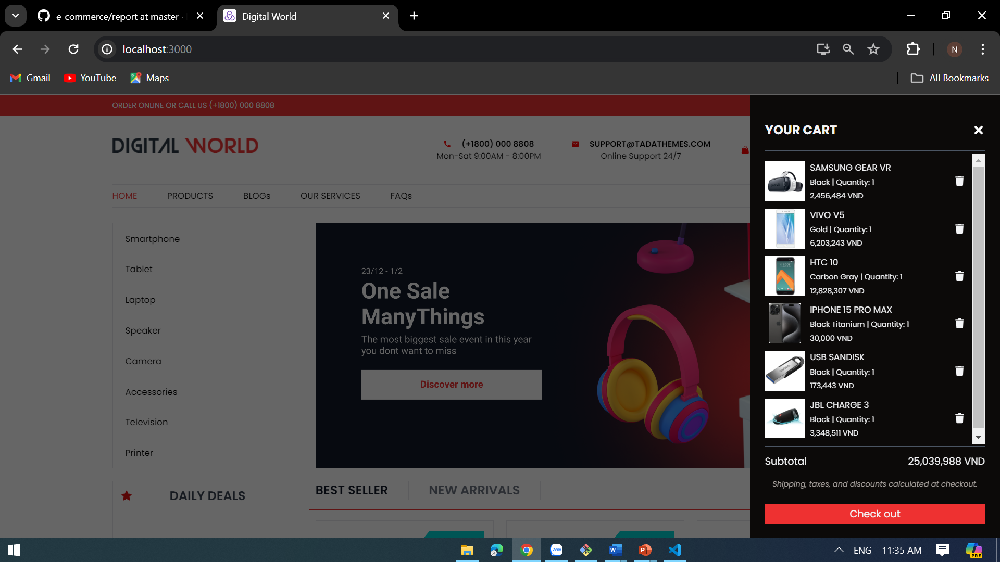 e-commerce/report at master ·
Digital World
localhost:3000
N
Gmail
YouTube
Maps
All Bookmarks
ORDER ONLINE OR CALL US (+1800) 000 8808
DIGITAL WORLD
(+1800) 000 8808
Mon-Sat 9:00AM - 8:00PM
SUPPORT@TADATHEMES.COM
Online Support 24/7
HOME
PRODUCTS
BLOGs
OUR SERVICES
FAQs
Smartphone
Tablet
Laptop
Speaker
Camera
Accessories
Television
Printer
23/12 - 1/2
One Sale
ManyThings
The most biggest sale event in this year
you dont want to miss
Discover more
DAILY DEALS
BEST SELLER
NEW ARRIVALS
YOUR CART
SAMSUNG GEAR VR
Black | Quantity: 1
2,456,484 VND
VIVO V5
Gold | Quantity: 1
6,203,243 VND
HTC 10
Carbon Gray | Quantity: 1
12,828,307 VND
IPHONE 15 PRO MAX
Black Titanium | Quantity: 1
30,000 VND
USB SANDISK
Black | Quantity: 1
173,443 VND
JBL CHARGE 3
Black | Quantity: 1
3,348,511 VND
Subtotal
25,039,988 VND
Shipping, taxes, and discounts calculated at checkout.
Check out
Zalo
ENG
11:35 AM
PRE